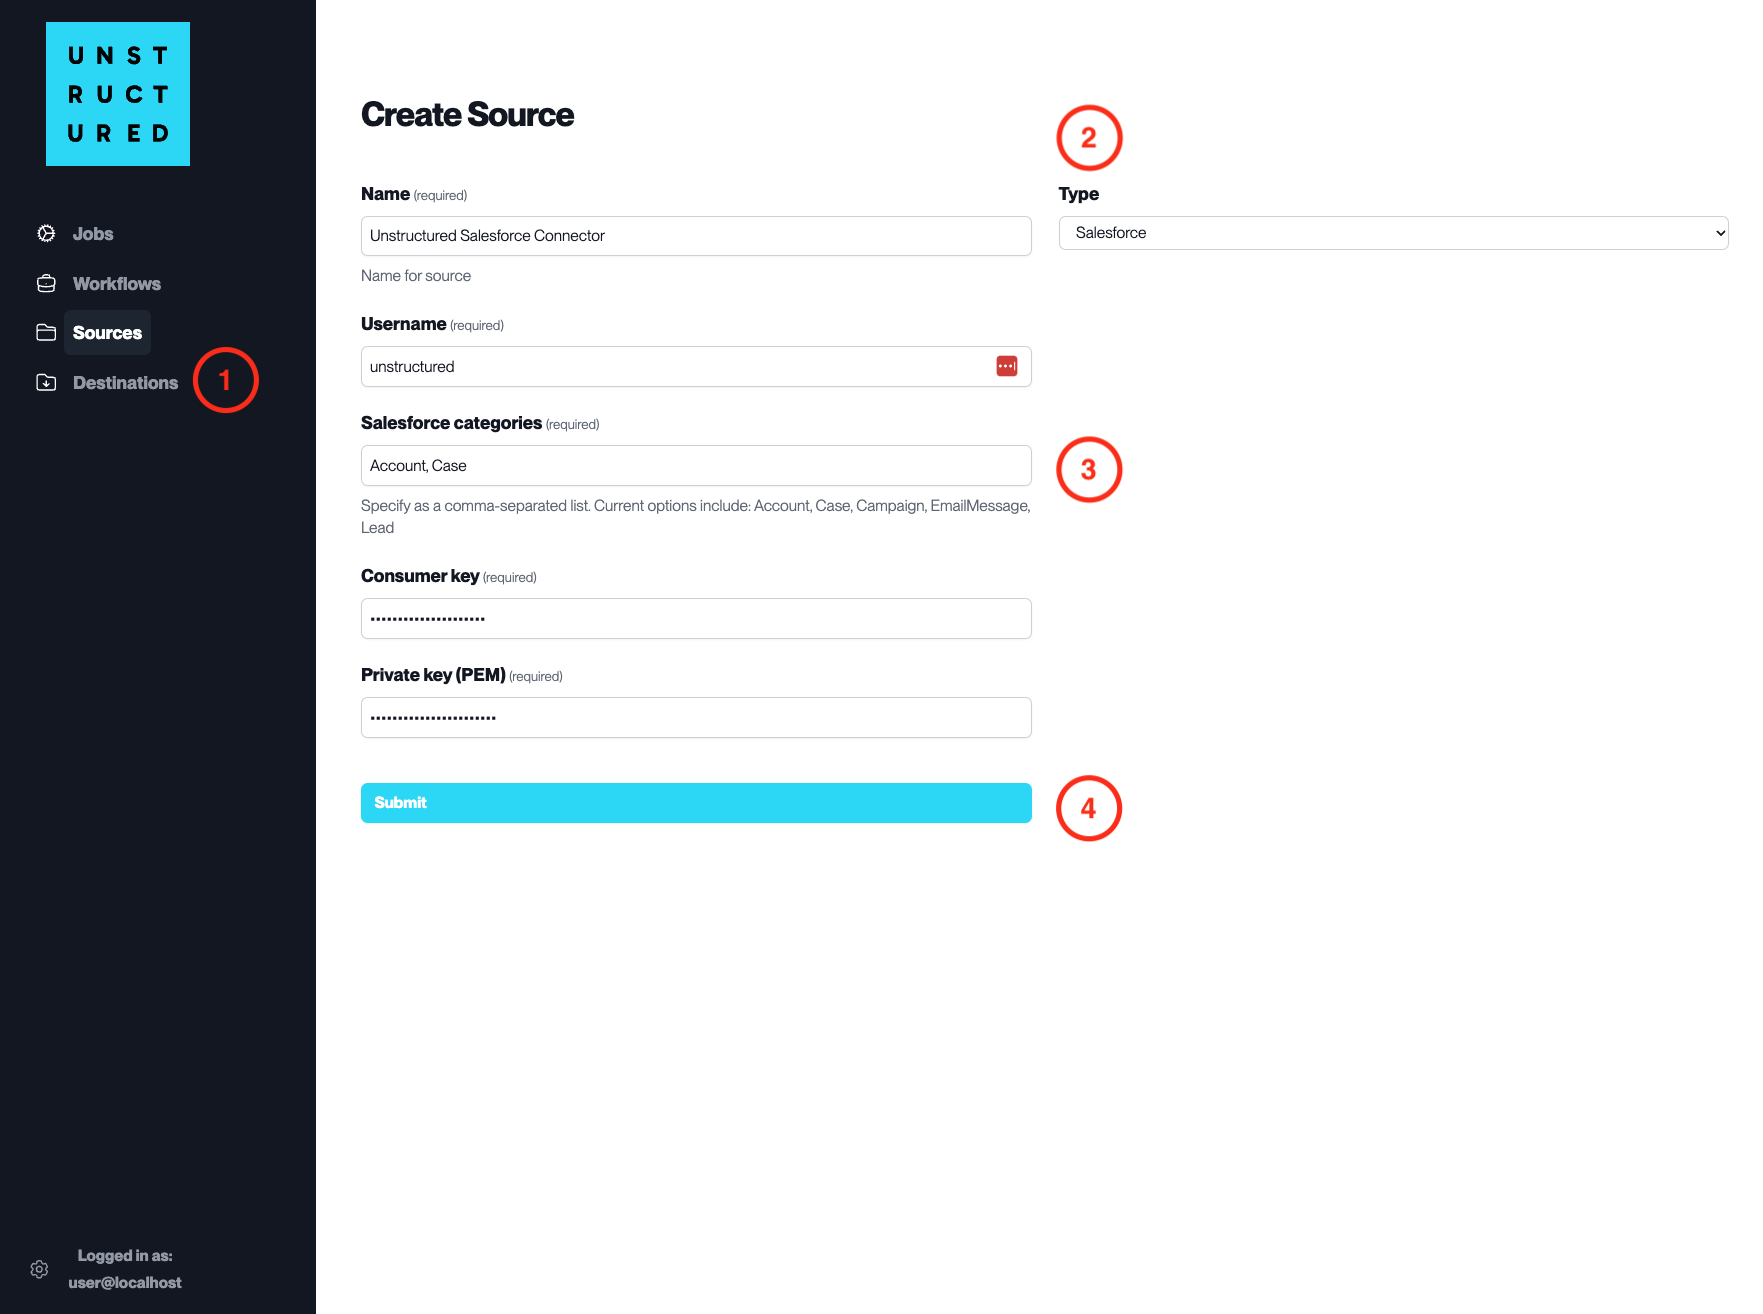 UNST
RUCT
URED
Jobs
Workflows
Sources
Destinations
1
Create Source
2
Name (required)
Type
Unstructured Salesforce Connector
Salesforce
Name for source
Username (required)
unstructured
Salesforce categories (required)
Account, Case
3
Specify as a comma-separated list. Current options include: Account, Case, Campaign, EmailMessage,
Lead
Consumer key (required)
Private key (PEM) (required)
Submit
4
Logged in as:
user@localhost